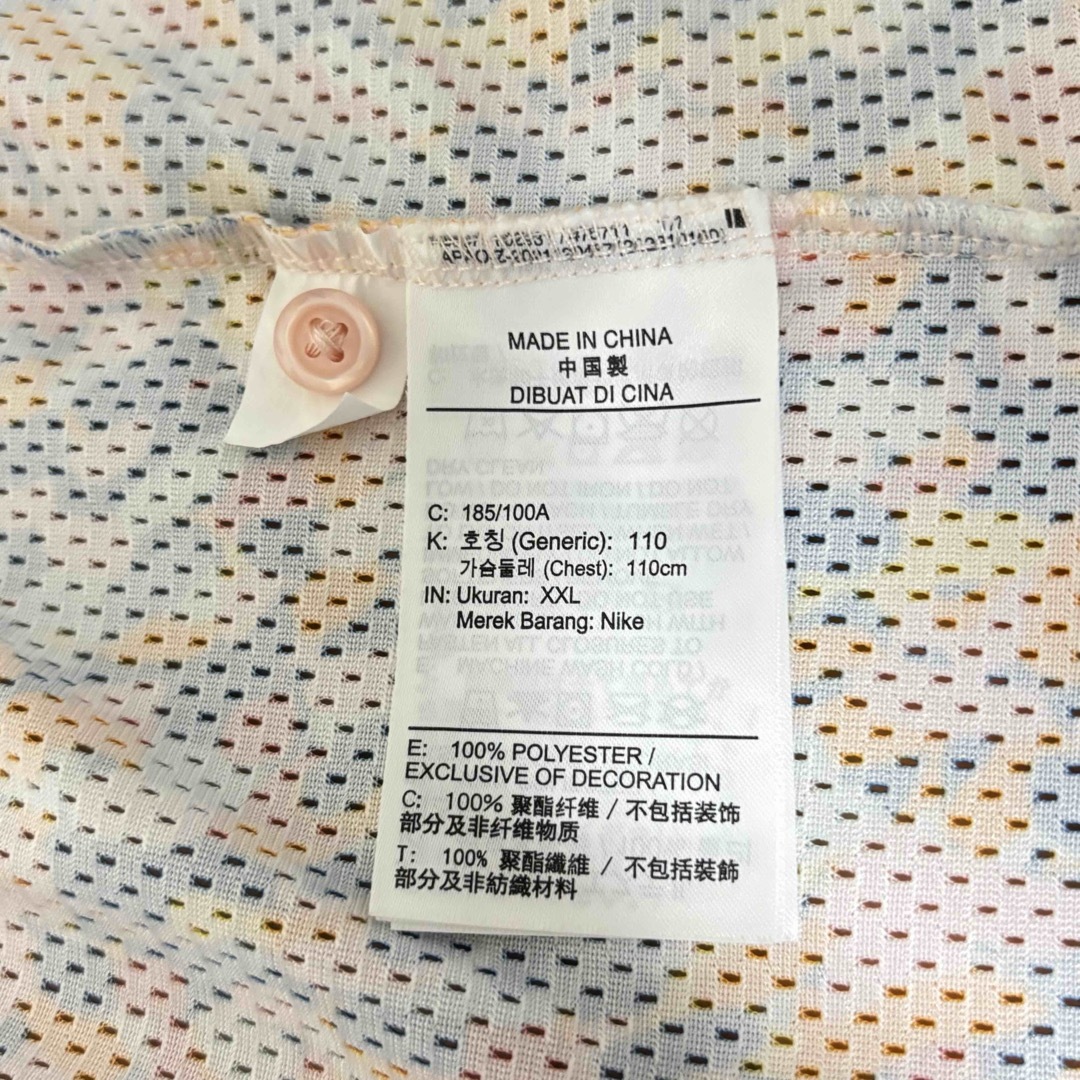 MADE IN CHINA
中国製
DIBUAT DI CINA
C: 185/100A
K: 호칭 (Generic): 110
가슴둘레 (Chest): 110cm
IN: Ukuran: XXL
Merek Barang: Nike
E: 100% POLYESTER /
EXCLUSIVE OF DECORATION
C: 100% 聚酯纤维 / 不包括装饰
部分及非纤维物质
T: 100% 聚酯纖維 / 不包括裝飾
部分及非紡織材料